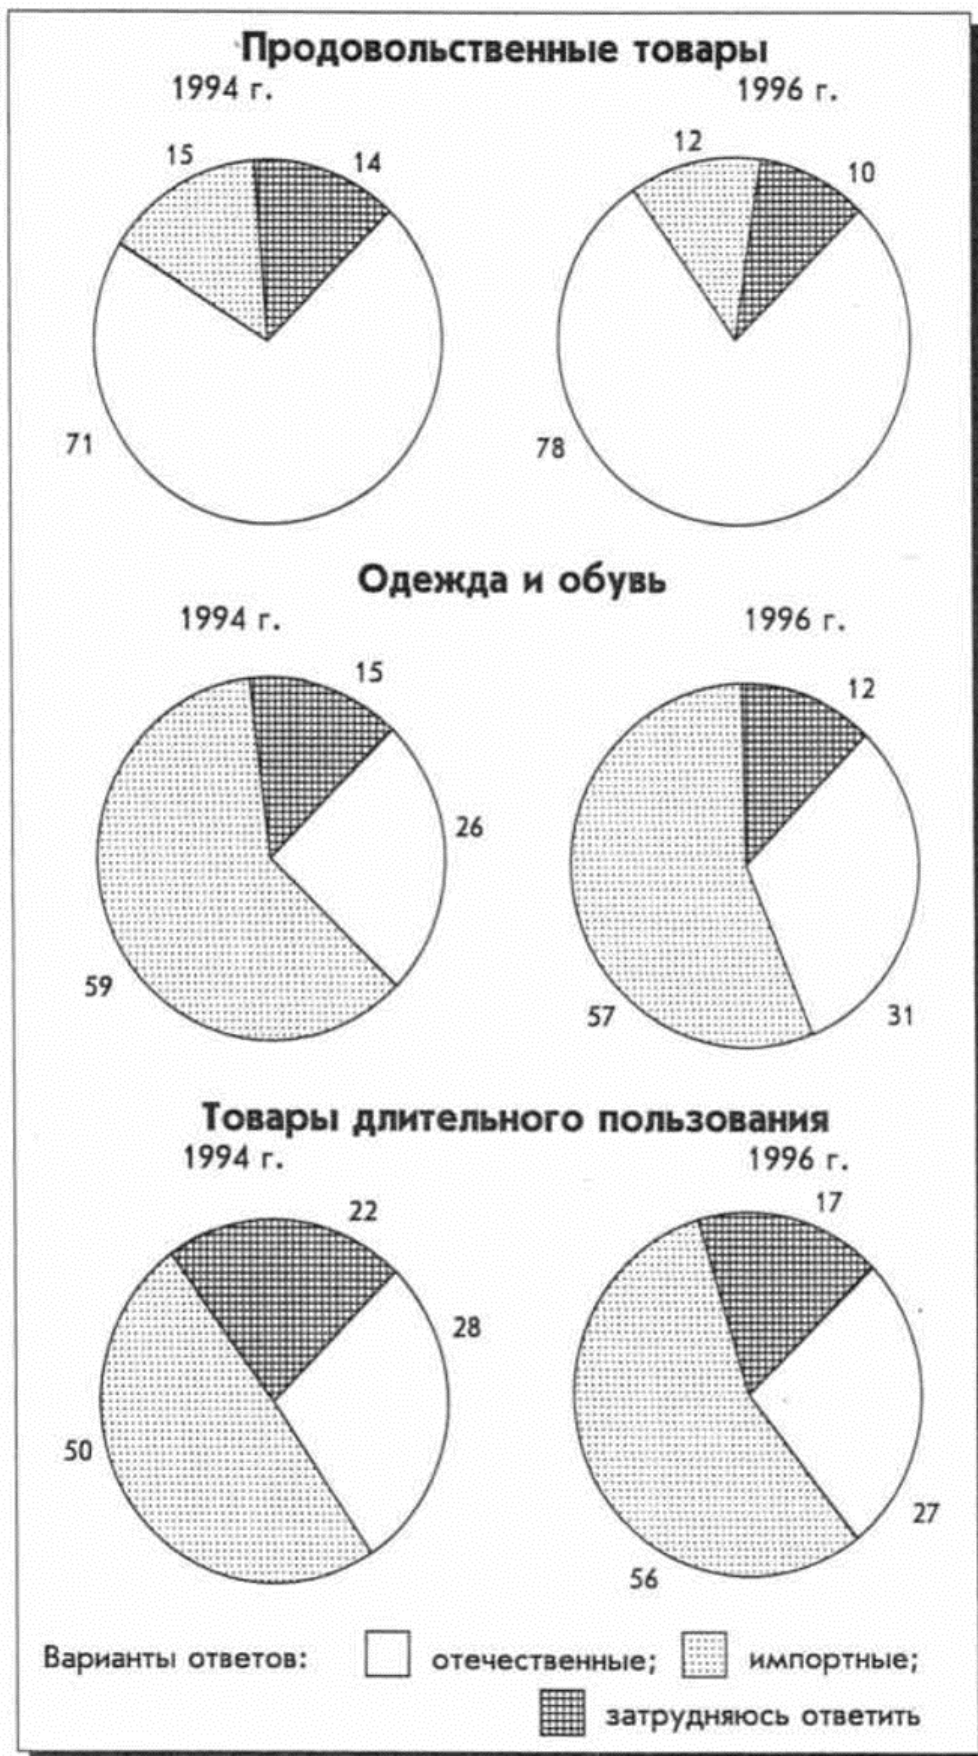 Продовольственные товары
1994 г. 1996 г.
15 14 12 10
71 78
Одежда и обувь
1994 г. 1996 г.
15 12
26
59 57 31
Товары длительного пользования
1994 г. 1996 г.
22 17
28
50
27
56
Варианты ответов: отечественные; импортные;
затрудняюсь ответить